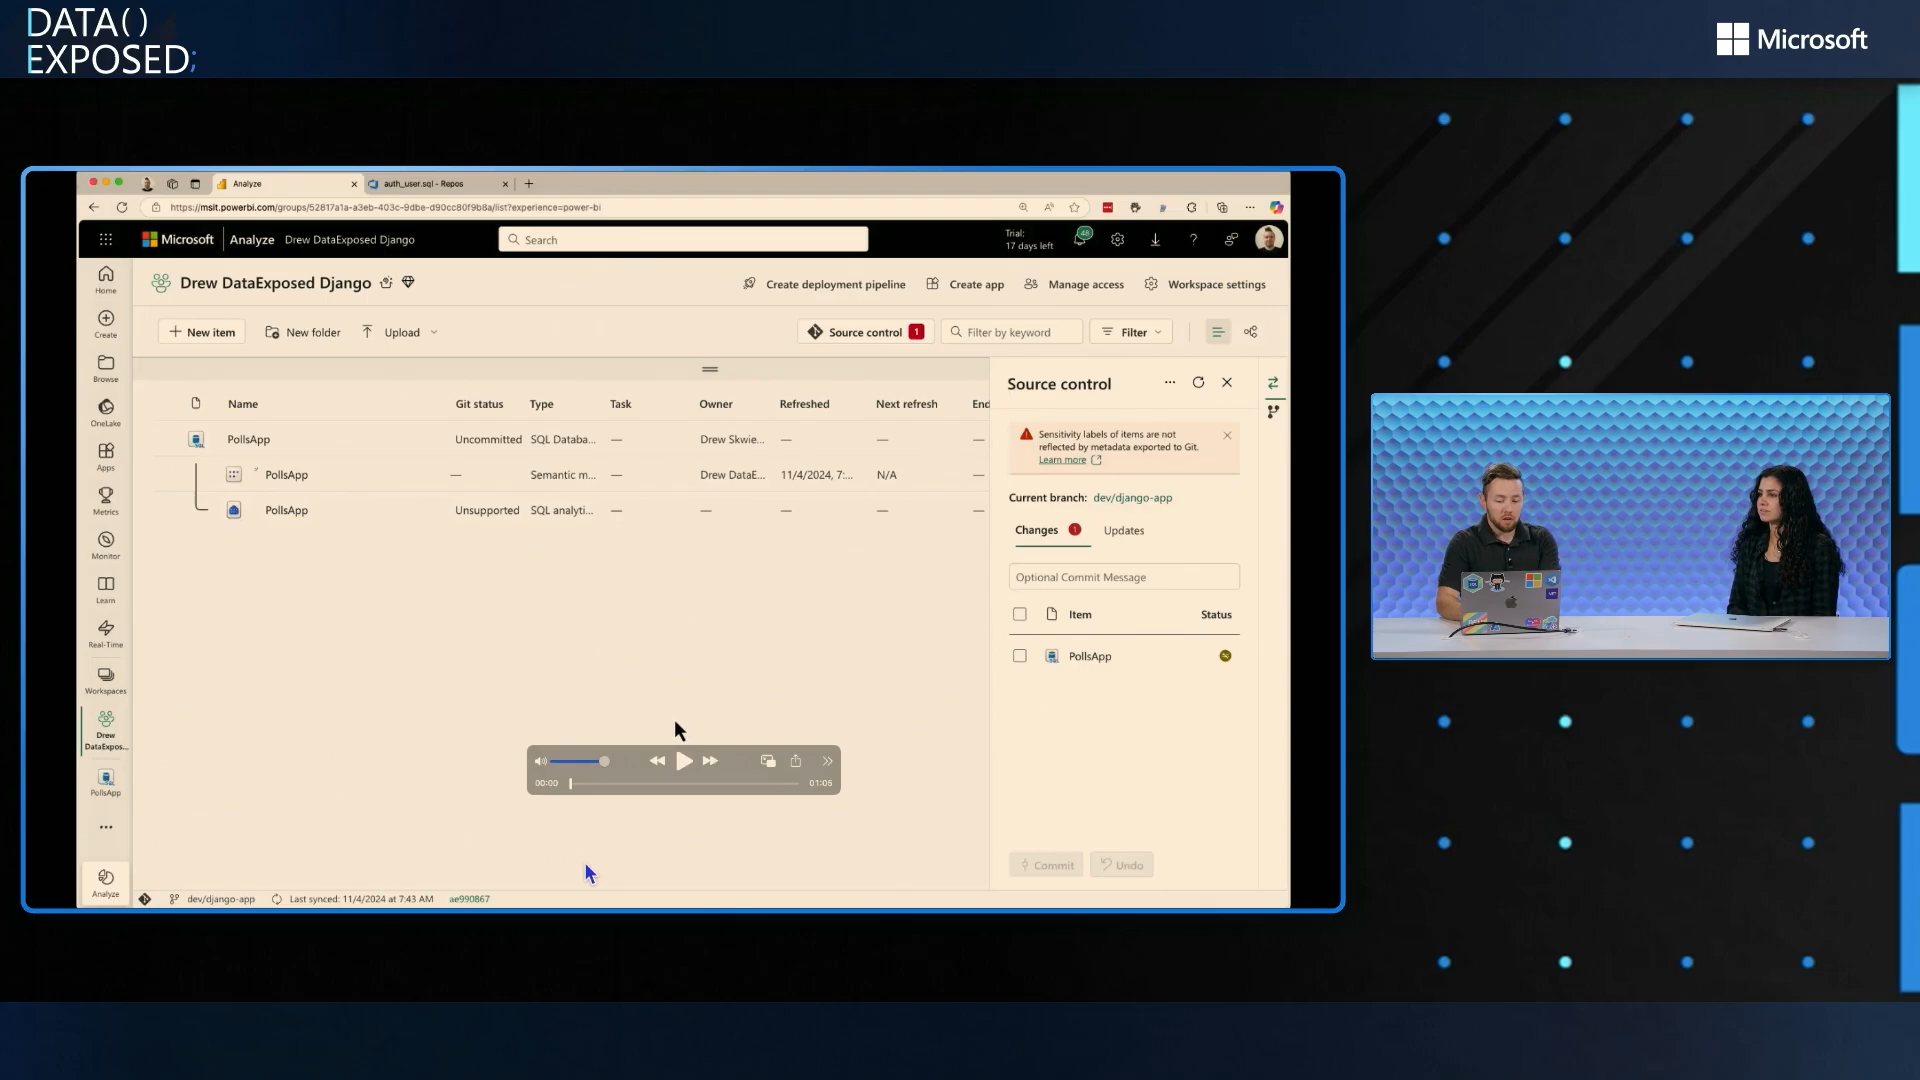 DATA()
EXPOSED;
Microsoft
Analyze
auth_user.sql - Repos
https://msit.powerbi.com/groups/52817a1a-a3eb-403c-9dbe-d90cc80f9b8a/list?experience=power-bi
Microsoft
Analyze
Drew DataExposed Django
Search
Trial:
17 days left
48
Home
Create
Browse
OneLake
Apps
Metrics
Monitor
Learn
Real-Time
Workspaces
Drew
DataExpos...
PollsApp
Analyze
Drew DataExposed Django
Create deployment pipeline
Create app
Manage access
Workspace settings
New item
New folder
Upload
Source control 1
Filter by keyword
Filter
Name Git status Type Task Owner Refreshed Next refresh End
PollsApp Uncommitted SQL Databa... — Drew Skwie... — — —
PollsApp — Semantic m... — Drew DataE... 11/4/2024, 7:... N/A —
PollsApp Unsupported SQL analyti... — — — — —
Source control
Sensitivity labels of items are not
reflected by metadata exported to Git.
Learn more
Current branch: dev/django-app
Changes 1 Updates
Optional Commit Message
Item Status
PollsApp
Commit Undo
00:00 01:05
dev/django-app Last synced: 11/4/2024 at 7:43 AM ae990867